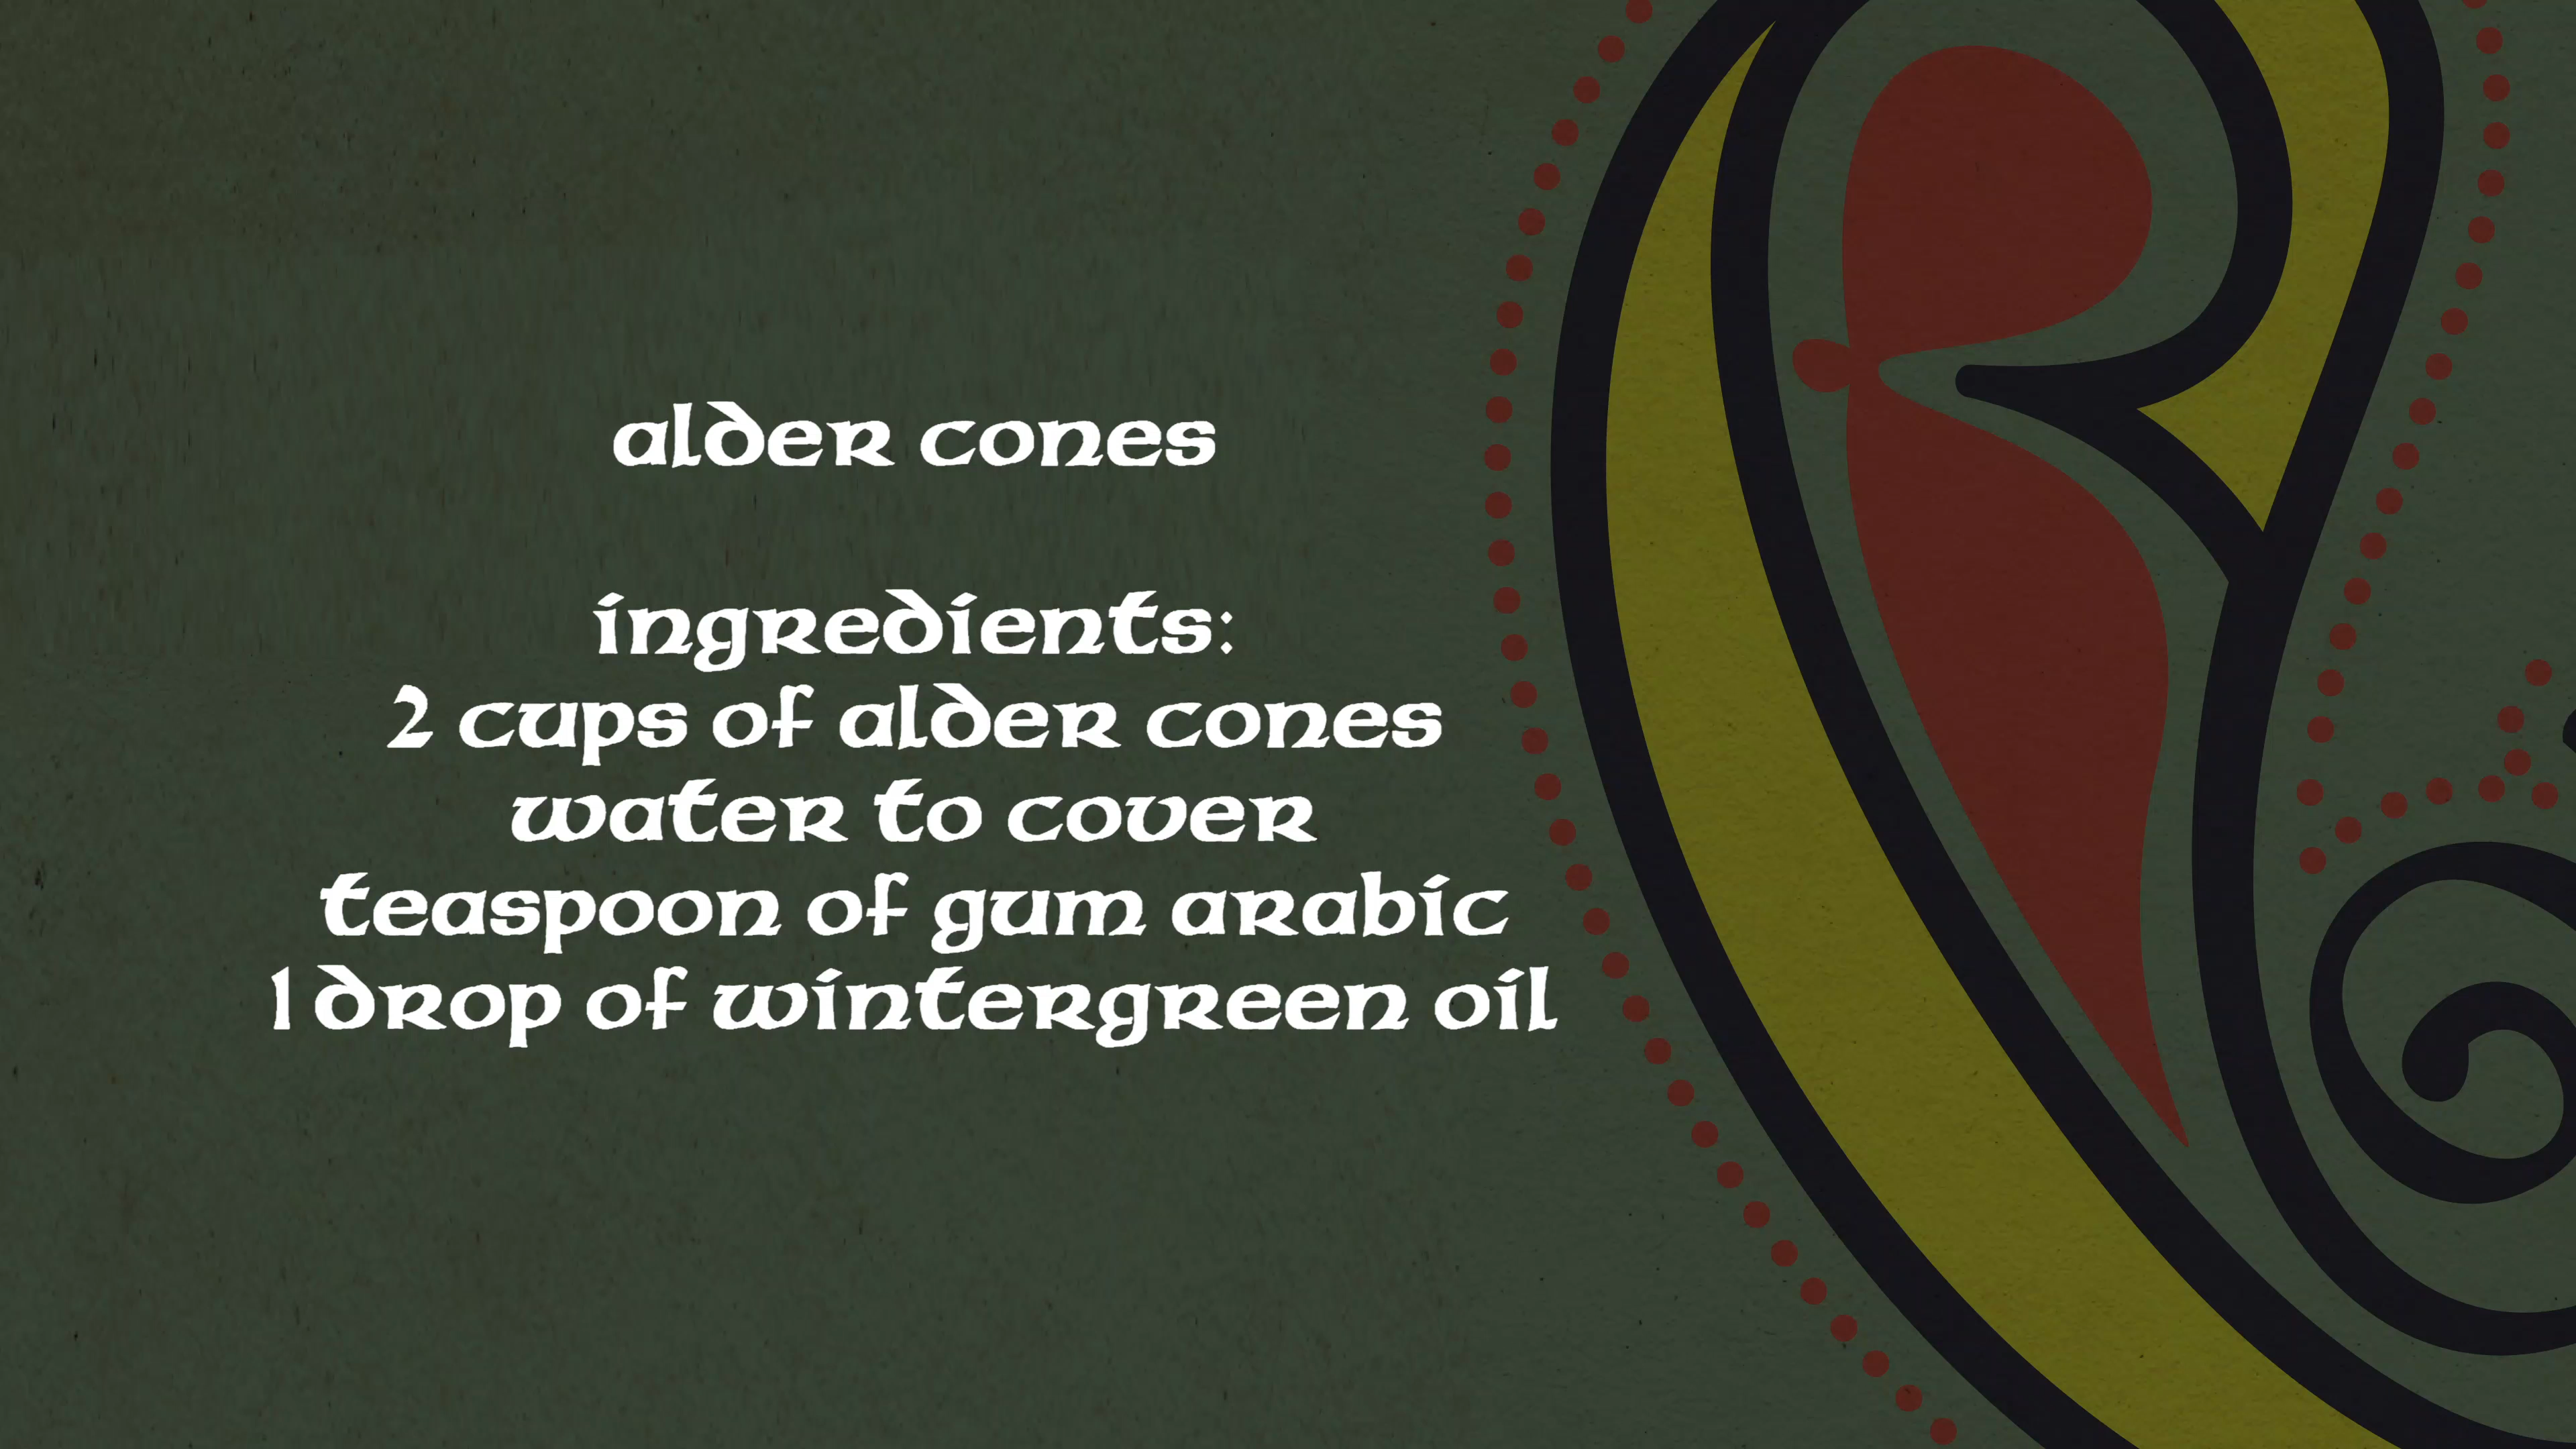 alder cones
ingredients:
2 cups of alder cones
water to cover
teaspoon of gum arabic
1 drop of wintergreen oil